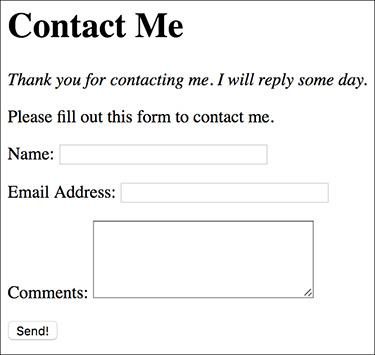 Contact Me
Thank you for contacting me. I will reply some day.
Please fill out this form to contact me.
Name:
Email Address:
Comments:
Send!